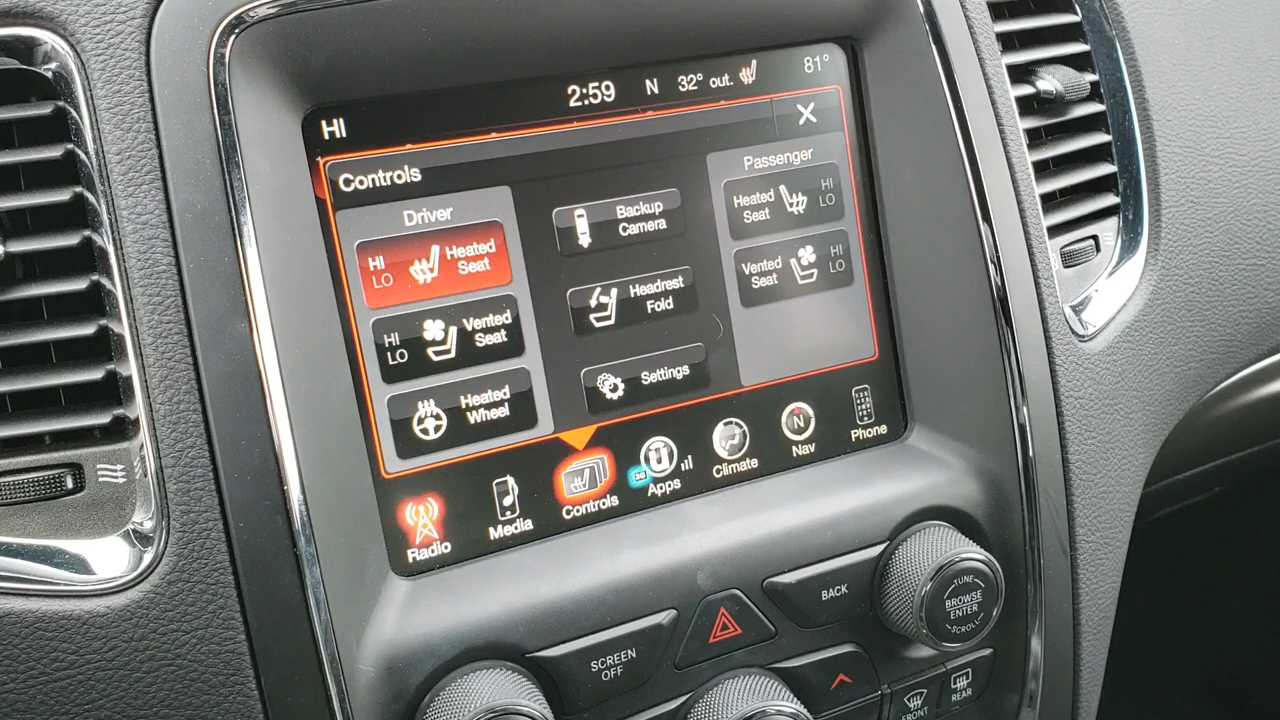 2:59 N 32° out. 81°
HI
Controls
X
Driver
HI
LO
Heated
Seat
HI
LO
Vented
Seat
Heated
Wheel
Backup
Camera
Headrest
Fold
Settings
Passenger
Heated
Seat
HI
LO
Vented
Seat
HI
LO
Radio
Media
Controls
3G
U
Apps
Climate
N
Nav
Phone
SCREEN
OFF
BACK
TUNE
BROWSE
ENTER
SCROLL
FRONT
REAR